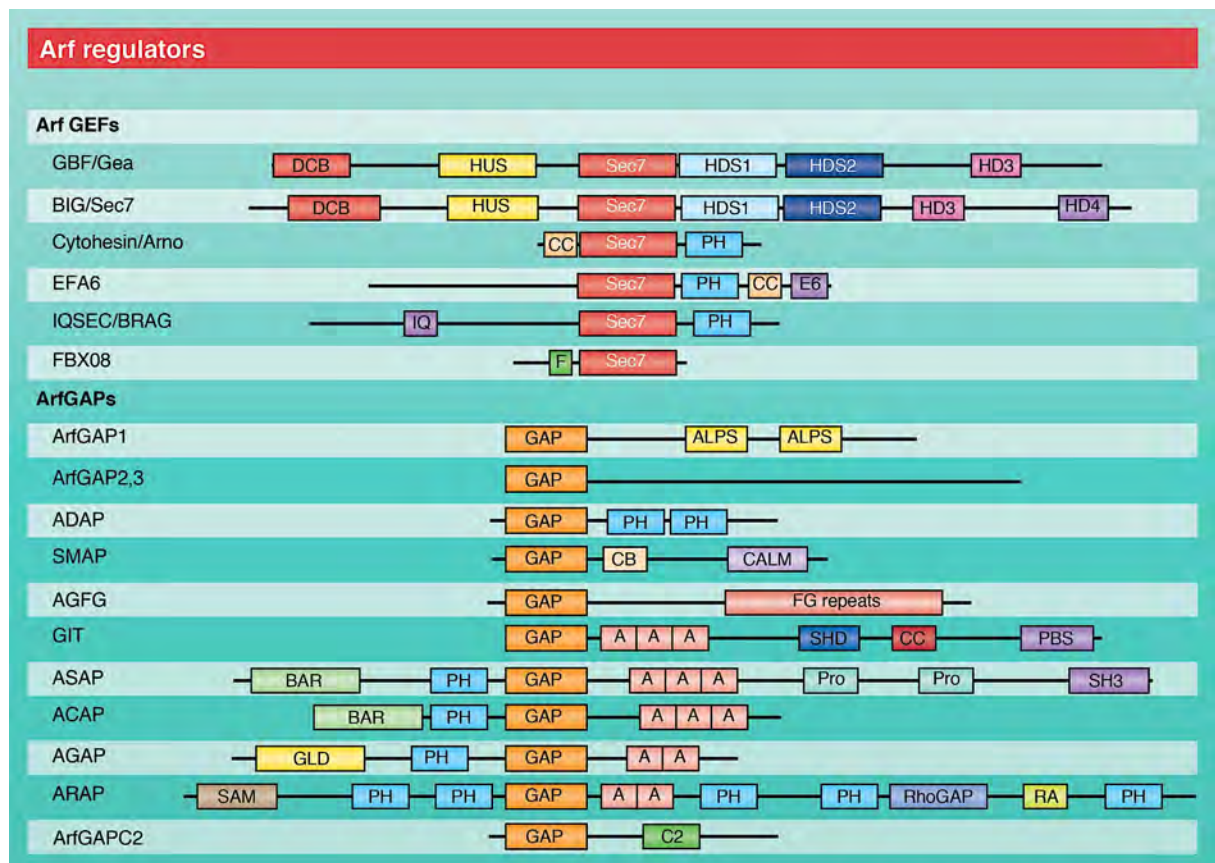 Arf regulators
Arf GEFs
GBF/Gea DCB HUS Sec7 HDS1 HDS2 HD3
BIG/Sec7 DCB HUS Sec7 HDS1 HDS2 HD3 HD4
Cytohesin/Arno CC Sec7 PH
EFA6 Sec7 PH CC E6
IQSEC/BRAG IQ Sec7 PH
FBX08 F Sec7
ArfGAPs
ArfGAP1 GAP ALPS ALPS
ArfGAP2,3 GAP
ADAP GAP PH PH
SMAP GAP CB CALM
AGFG GAP FG repeats
GIT GAP A A A SHD CC PBS
ASAP BAR PH GAP A A A Pro Pro SH3
ACAP BAR PH GAP A A A
AGAP GLD PH GAP A A
ARAP SAM PH PH GAP A A PH PH RhoGAP RA PH
ArfGAPC2 GAP C2